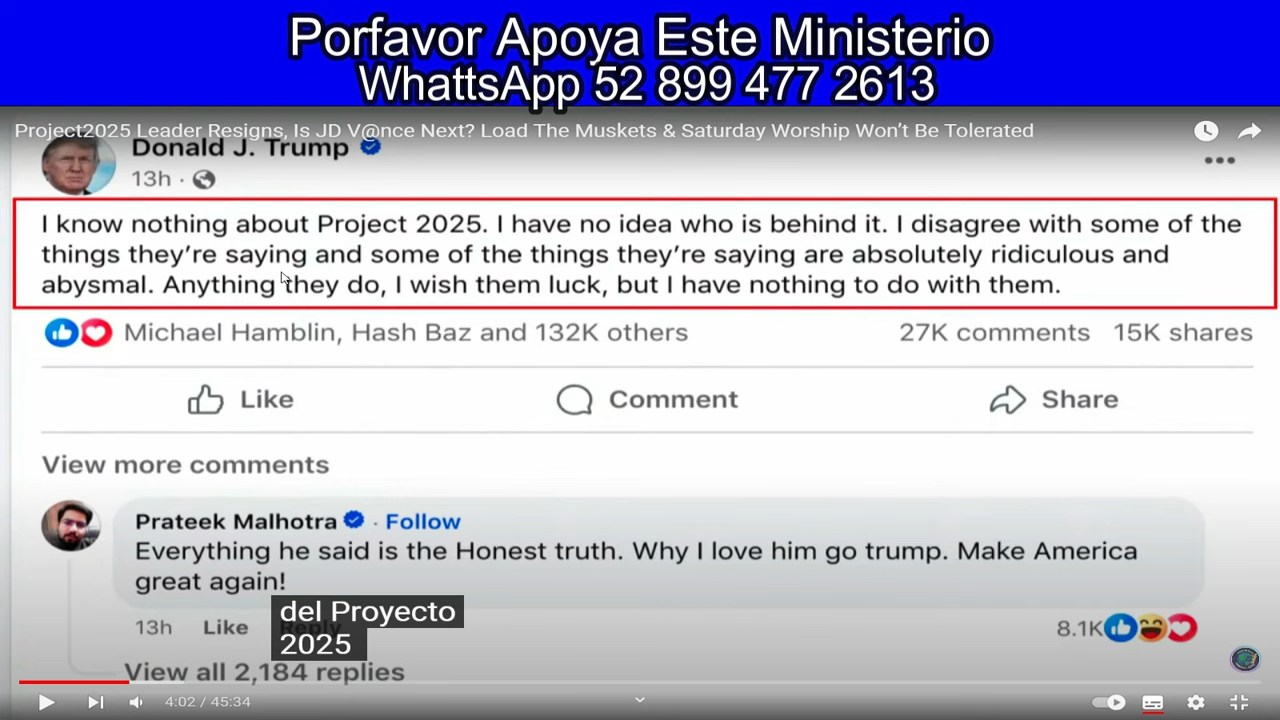 Porfavor Apoya Este Ministerio
WhattsApp 52 899 477 2613
Project2025 Leader Resigns, Is JD V@nce Next? Load The Muskets & Saturday Worship Won’t Be Tolerated
Donald J. Trump
13h ·
I know nothing about Project 2025. I have no idea who is behind it. I disagree with some of the
things they’re saying and some of the things they’re saying are absolutely ridiculous and
abysmal. Anything they do, I wish them luck, but I have nothing to do with them.
Michael Hamblin, Hash Baz and 132K others 27K comments 15K shares
Like Comment Share
View more comments
Prateek Malhotra · Follow
Everything he said is the Honest truth. Why I love him go trump. Make America
great again!
del Proyecto
13h Like Reply 8.1K
2025
View all 2,184 replies
4:02 / 45:34